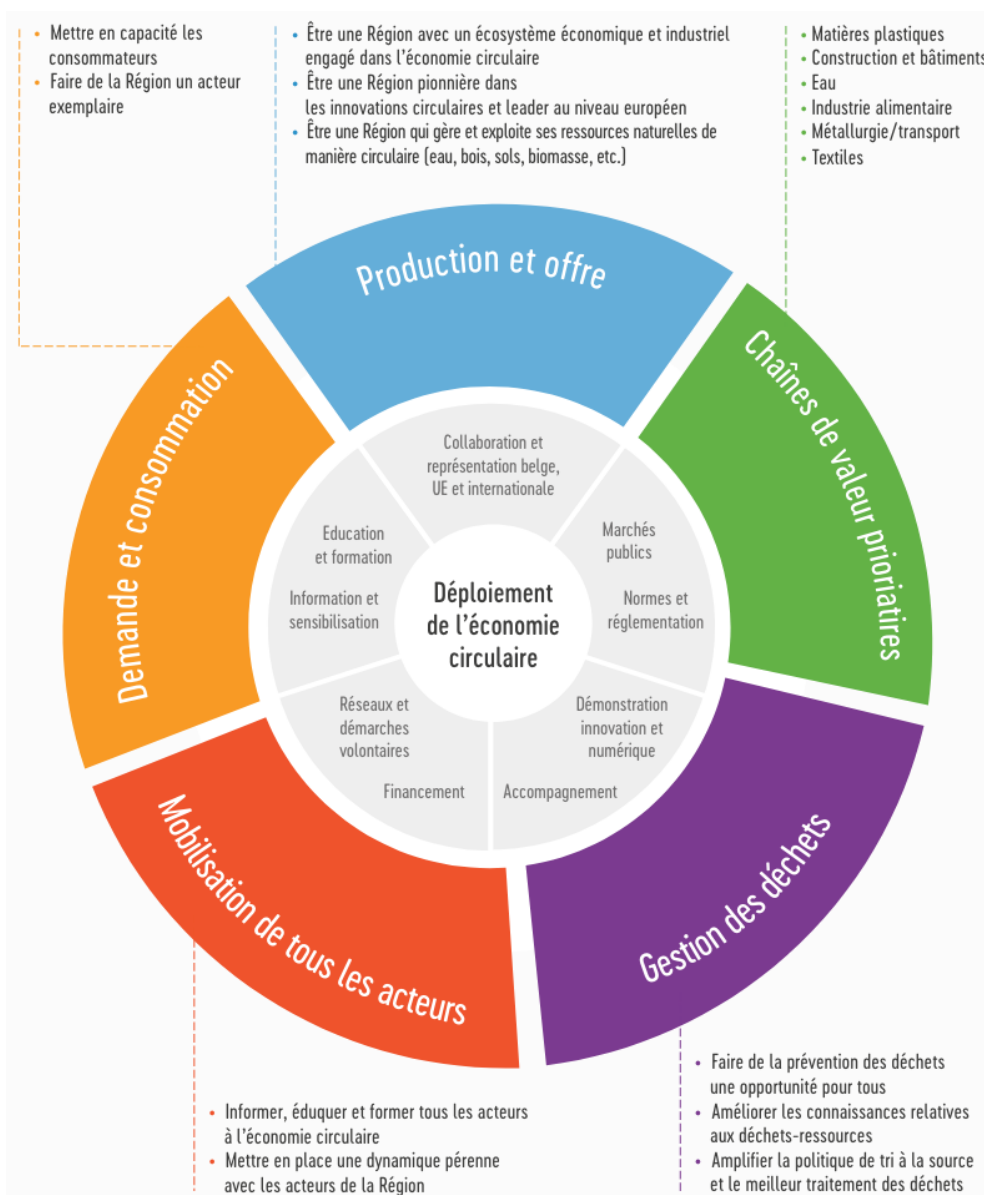 • Mettre en capacité les
consommateurs
• Faire de la Région un acteur
exemplaire
• Être une Région avec un écosystème économique et industriel
engagé dans l'économie circulaire
• Être une Région pionnière dans
les innovations circulaires et leader au niveau européen
• Être une Région qui gère et exploite ses ressources naturelles de
manière circulaire (eau, bois, sols, biomasse, etc.)
• Matières plastiques
• Construction et bâtiments
• Eau
• Industrie alimentaire
• Métallurgie/transport
• Textiles
Production et offre
Chaînes de valeur prioriatires
Gestion des déchets
Mobilisation de tous les acteurs
Demande et consommation
Collaboration et
représentation belge,
UE et internationale
Marchés
publics
Normes et
réglementation
Démonstration
innovation et
numérique
Accompagnement
Financement
Réseaux et
démarches
volontaires
Information et
sensibilisation
Education
et formation
Déploiement
de l'économie
circulaire
• Informer, éduquer et former tous les acteurs
à l'économie circulaire
• Mettre en place une dynamique pérenne
avec les acteurs de la Région
• Faire de la prévention des déchets
une opportunité pour tous
• Améliorer les connaissances relatives
aux déchets-ressources
• Amplifier la politique de tri à la source
et le meilleur traitement des déchets